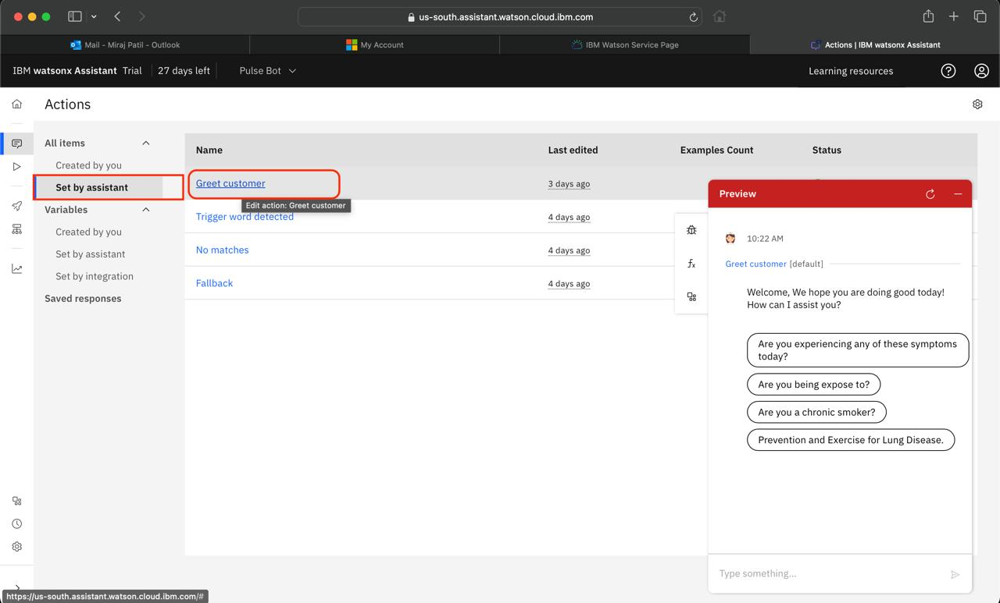 us-south.assistant.watson.cloud.ibm.com
Mail - Miraj Patil - Outlook
My Account
IBM Watson Service Page
Actions | IBM watsonx Assistant
IBM watsonx Assistant Trial 27 days left Pulse Bot Learning resources
Actions
All items
Created by you
Set by assistant
Variables
Created by you
Set by assistant
Set by integration
Saved responses
Name Last edited Examples Count Status
Greet customer 3 days ago
Edit action: Greet customer
Trigger word detected 4 days ago
No matches 4 days ago
Fallback 4 days ago
Preview
10:22 AM
Greet customer [default]
Welcome, We hope you are doing good today!
How can I assist you?
Are you experiencing any of these symptoms
today?
Are you being expose to?
Are you a chronic smoker?
Prevention and Exercise for Lung Disease.
Type something...
https://us-south.assistant.watson.cloud.ibm.com/#